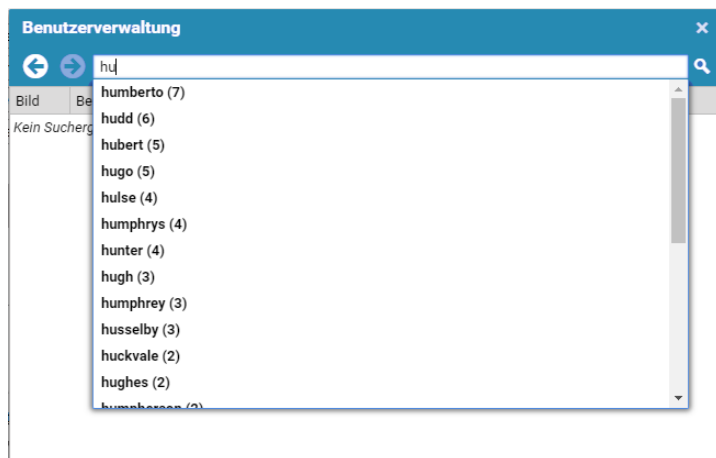 Benutzerverwaltung
hu
Bild
humberto (7)
hudd (6)
hubert (5)
hugo (5)
hulse (4)
humphrys (4)
hunter (4)
hugh (3)
humphrey (3)
husselby (3)
huckvale (2)
hughes (2)
Be
Kein Sucherg